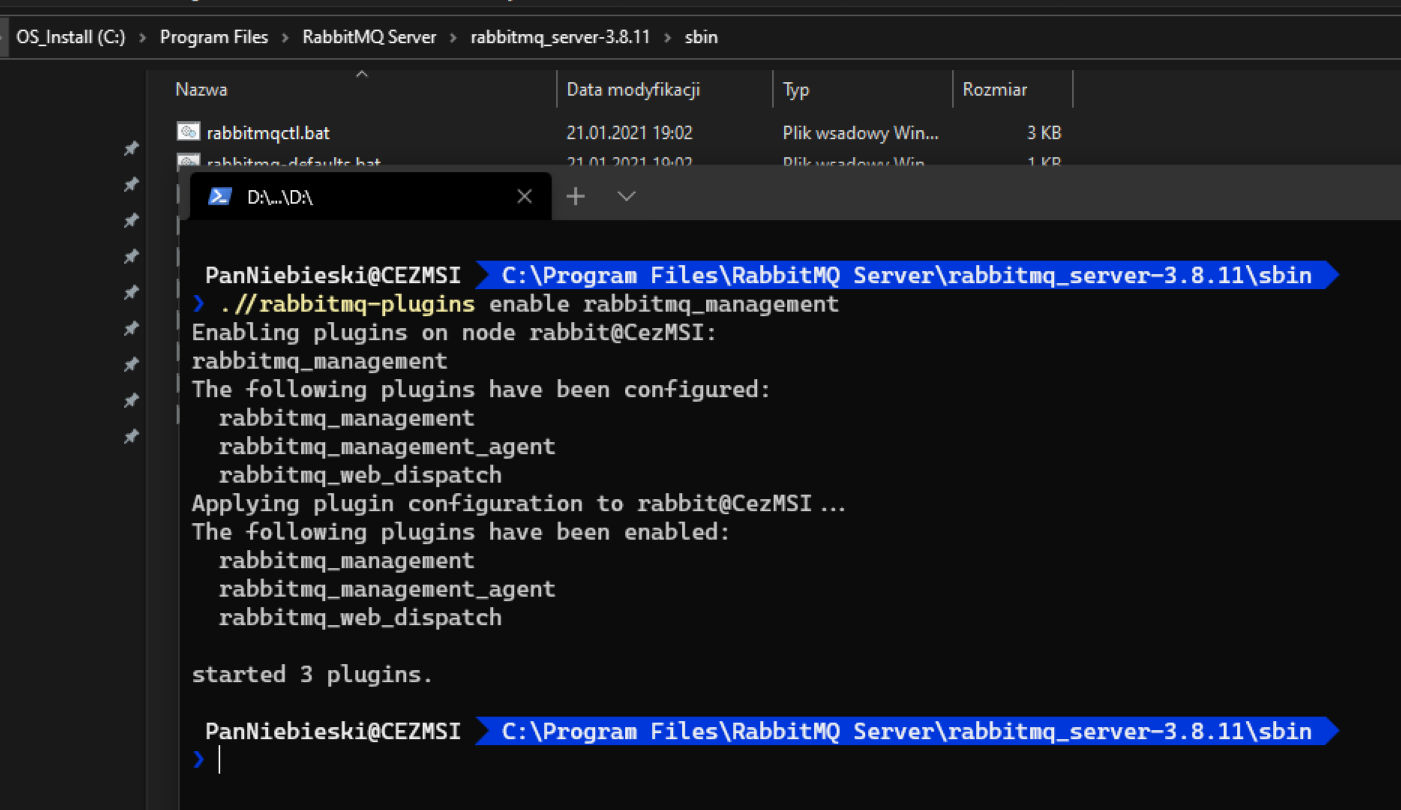 OS_Install (C:) > Program Files > RabbitMQ Server > rabbitmq_server-3.8.11 > sbin
Nazwa Data modyfikacji Typ Rozmiar
rabbitmqctl.bat 21.01.2021 19:02 Plik wsadowy Win... 3 KB
rabbitmq-defaults.bat 21.01.2021 19:02 Plik wsadowy Win... 1 KB
D:\...\D:\
PanNiebieski@CEZMSI C:\Program Files\RabbitMQ Server\rabbitmq_server-3.8.11\sbin
❯ .//rabbitmq-plugins enable rabbitmq_management
Enabling plugins on node rabbit@CezMSI:
rabbitmq_management
The following plugins have been configured:
rabbitmq_management
rabbitmq_management_agent
rabbitmq_web_dispatch
Applying plugin configuration to rabbit@CezMSI...
The following plugins have been enabled:
rabbitmq_management
rabbitmq_management_agent
rabbitmq_web_dispatch
started 3 plugins.
PanNiebieski@CEZMSI C:\Program Files\RabbitMQ Server\rabbitmq_server-3.8.11\sbin
❯